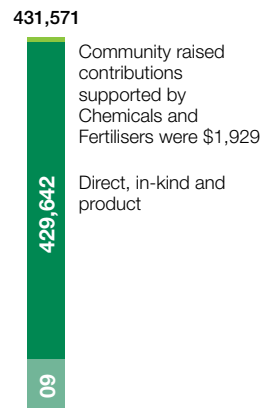 431,571
Community raised
contributions
supported by
Chemicals and
Fertilisers were $1,929
Direct, in-kind and
product
429,642
09